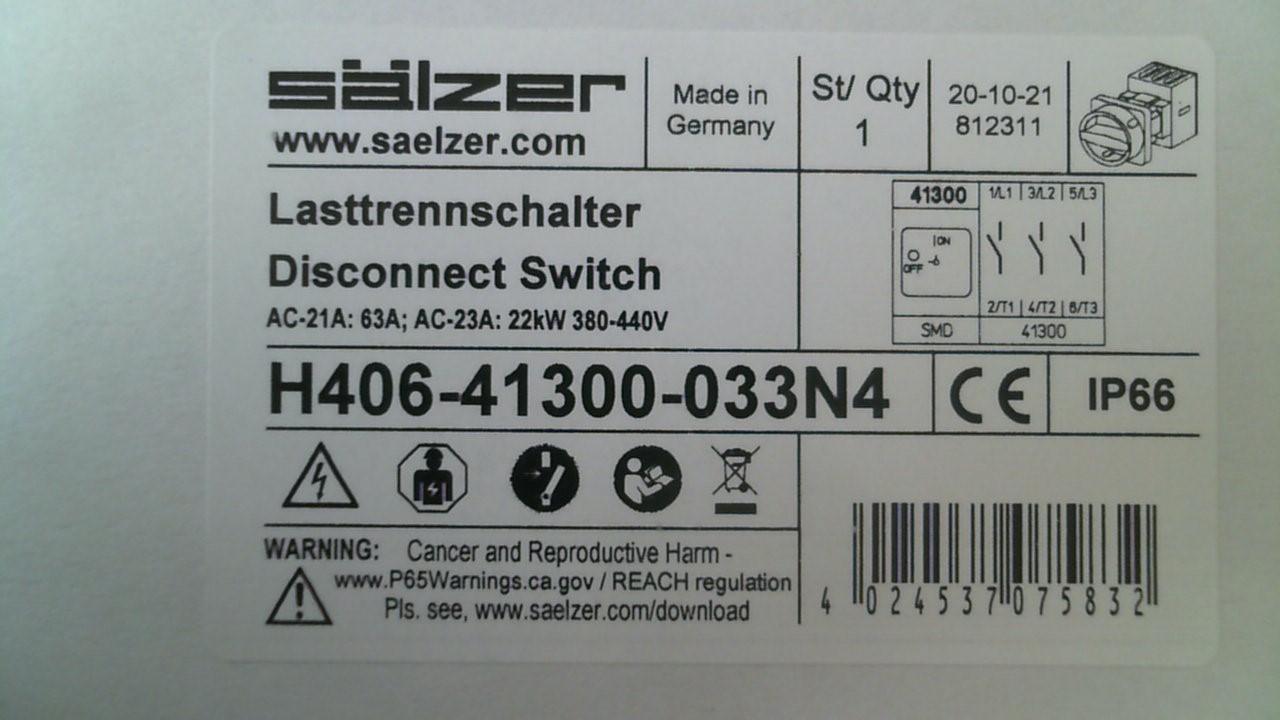 sälzer
www.saelzer.com
Made in
Germany
St/ Qty
1
20-10-21
812311
Lasttrennschalter
Disconnect Switch
AC-21A: 63A; AC-23A: 22kW 380-440V
41300
1/L1 | 3/L2 | 5/L3
ON
OFF
2/T1 | 4/T2 | 6/T3
SMD
41300
H406-41300-033N4
CE
IP66
WARNING: Cancer and Reproductive Harm -
www.P65Warnings.ca.gov / REACH regulation
Pls. see, www.saelzer.com/download
4 024537 075832